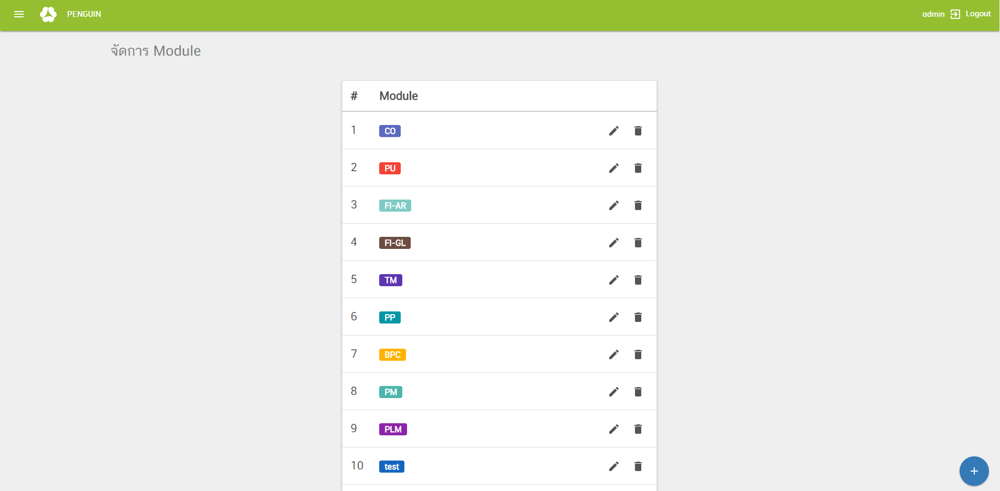 PENGUIN
admin Logout
จัดการ Module
# Module
1 CO
2 PU
3 FI-AR
4 FI-GL
5 TM
6 PP
7 BPC
8 PM
9 PLM
10 test